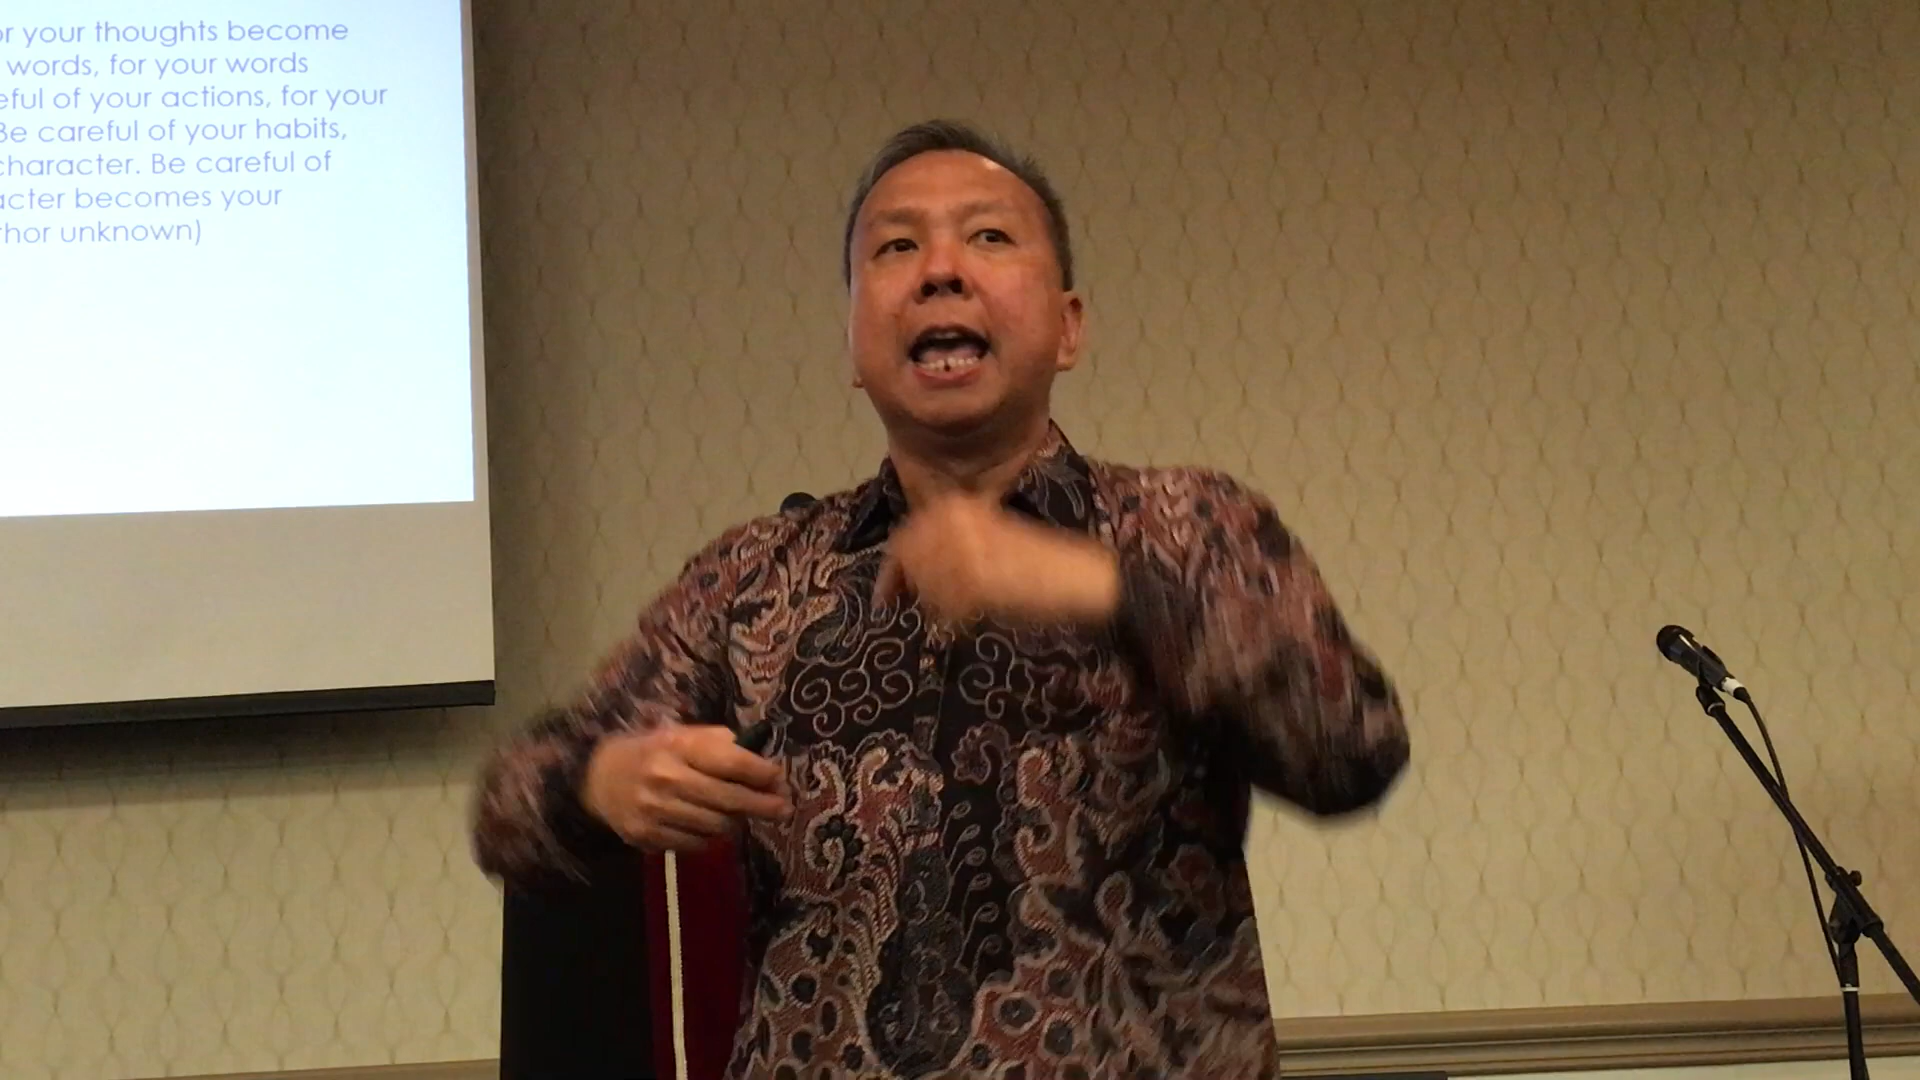 or your thoughts become
words, for your words
eful of your actions, for your
Be careful of your habits,
character. Be careful of
acter becomes your
thor unknown)